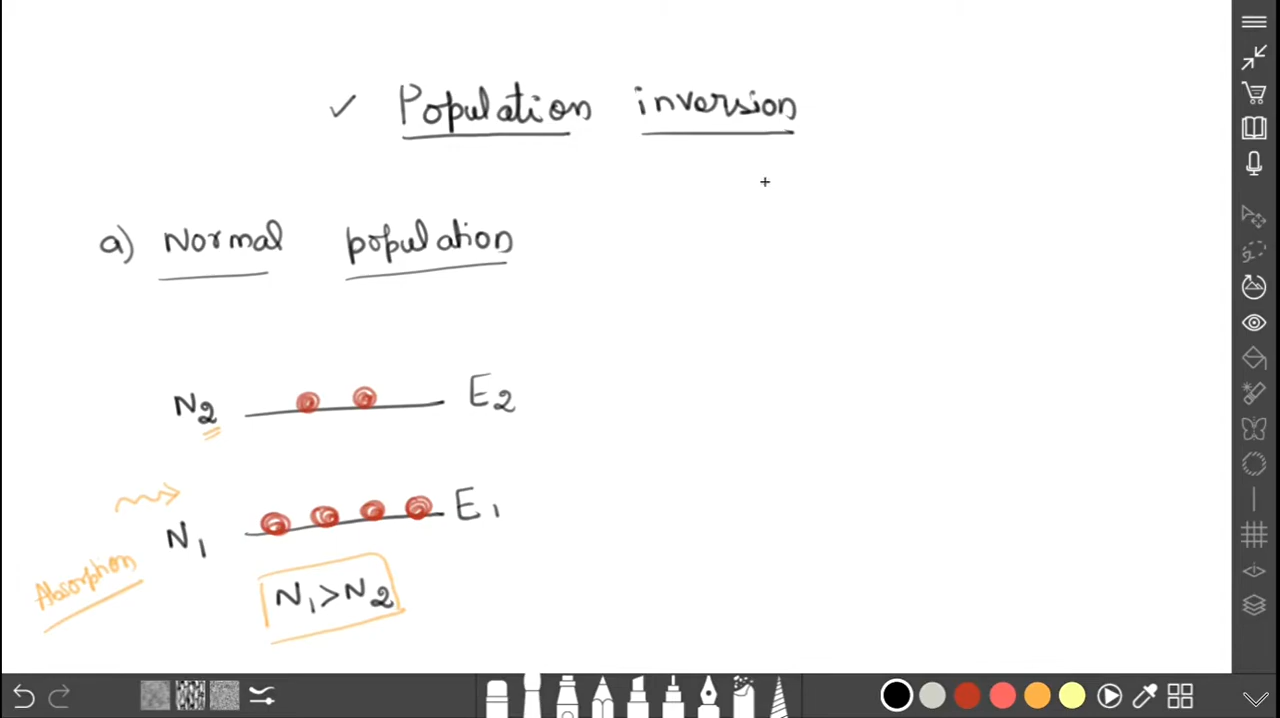 ✓ Population inversion
a) Normal population
N2 E2
N1 E1
Absorption
N1>N2